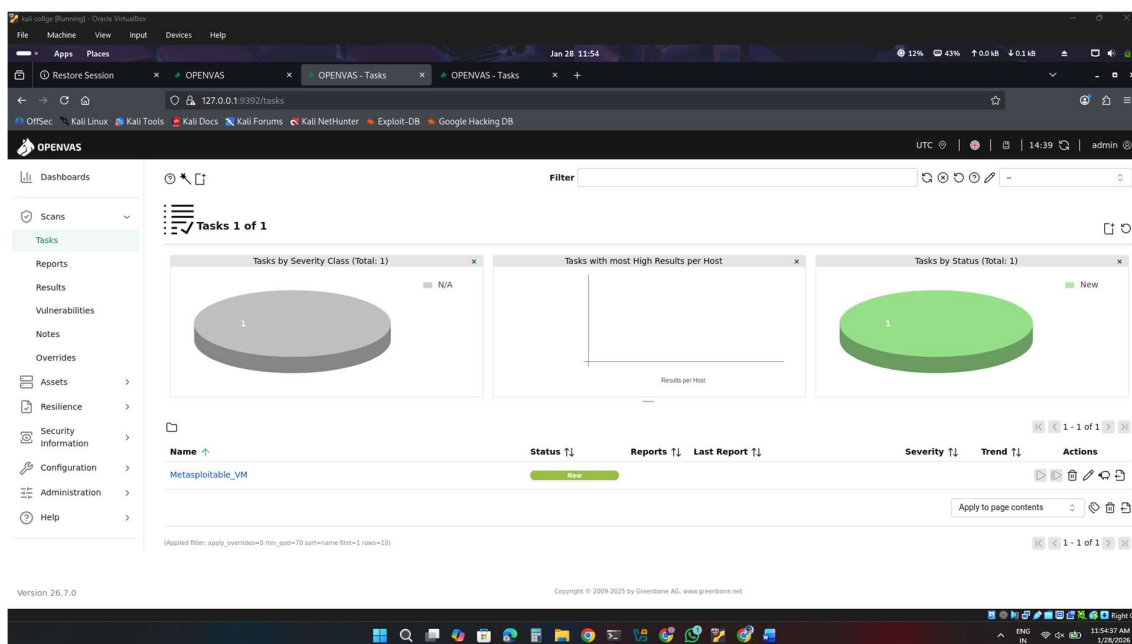 kali collge [Running] - Oracle VirtualBox
File Machine View Input Devices Help
Apps Places Jan 28 11:54 12% 43% ↑0.0 kB ↓0.1 kB
Restore Session × OPENVAS × OPENVAS - Tasks × OPENVAS - Tasks × +
127.0.0.1:9392/tasks
OffSec Kali Linux Kali Tools Kali Docs Kali Forums Kali NetHunter Exploit-DB Google Hacking DB
OPENVAS UTC | | | 14:39 | admin
Dashboards
Filter –
Scans
Tasks 1 of 1
Tasks
Reports
Results
Vulnerabilities
Notes
Overrides
Assets
Resilience
Security Information
Configuration
Administration
Help
Tasks by Severity Class (Total: 1) ×
N/A
1
Tasks with most High Results per Host ×
Results per Host
Tasks by Status (Total: 1) ×
New
1
1 - 1 of 1
Name Status Reports Last Report Severity Trend Actions
Metasploitable_VM New
Apply to page contents
(Applied filter: apply_overrides=0 min_qod=70 sort=name first=1 rows=10) 1 - 1 of 1
Version 26.7.0 Copyright © 2009-2025 by Greenbone AG, www.greenbone.net
Right C
ENG
IN
11:54:37 AM
1/28/2026